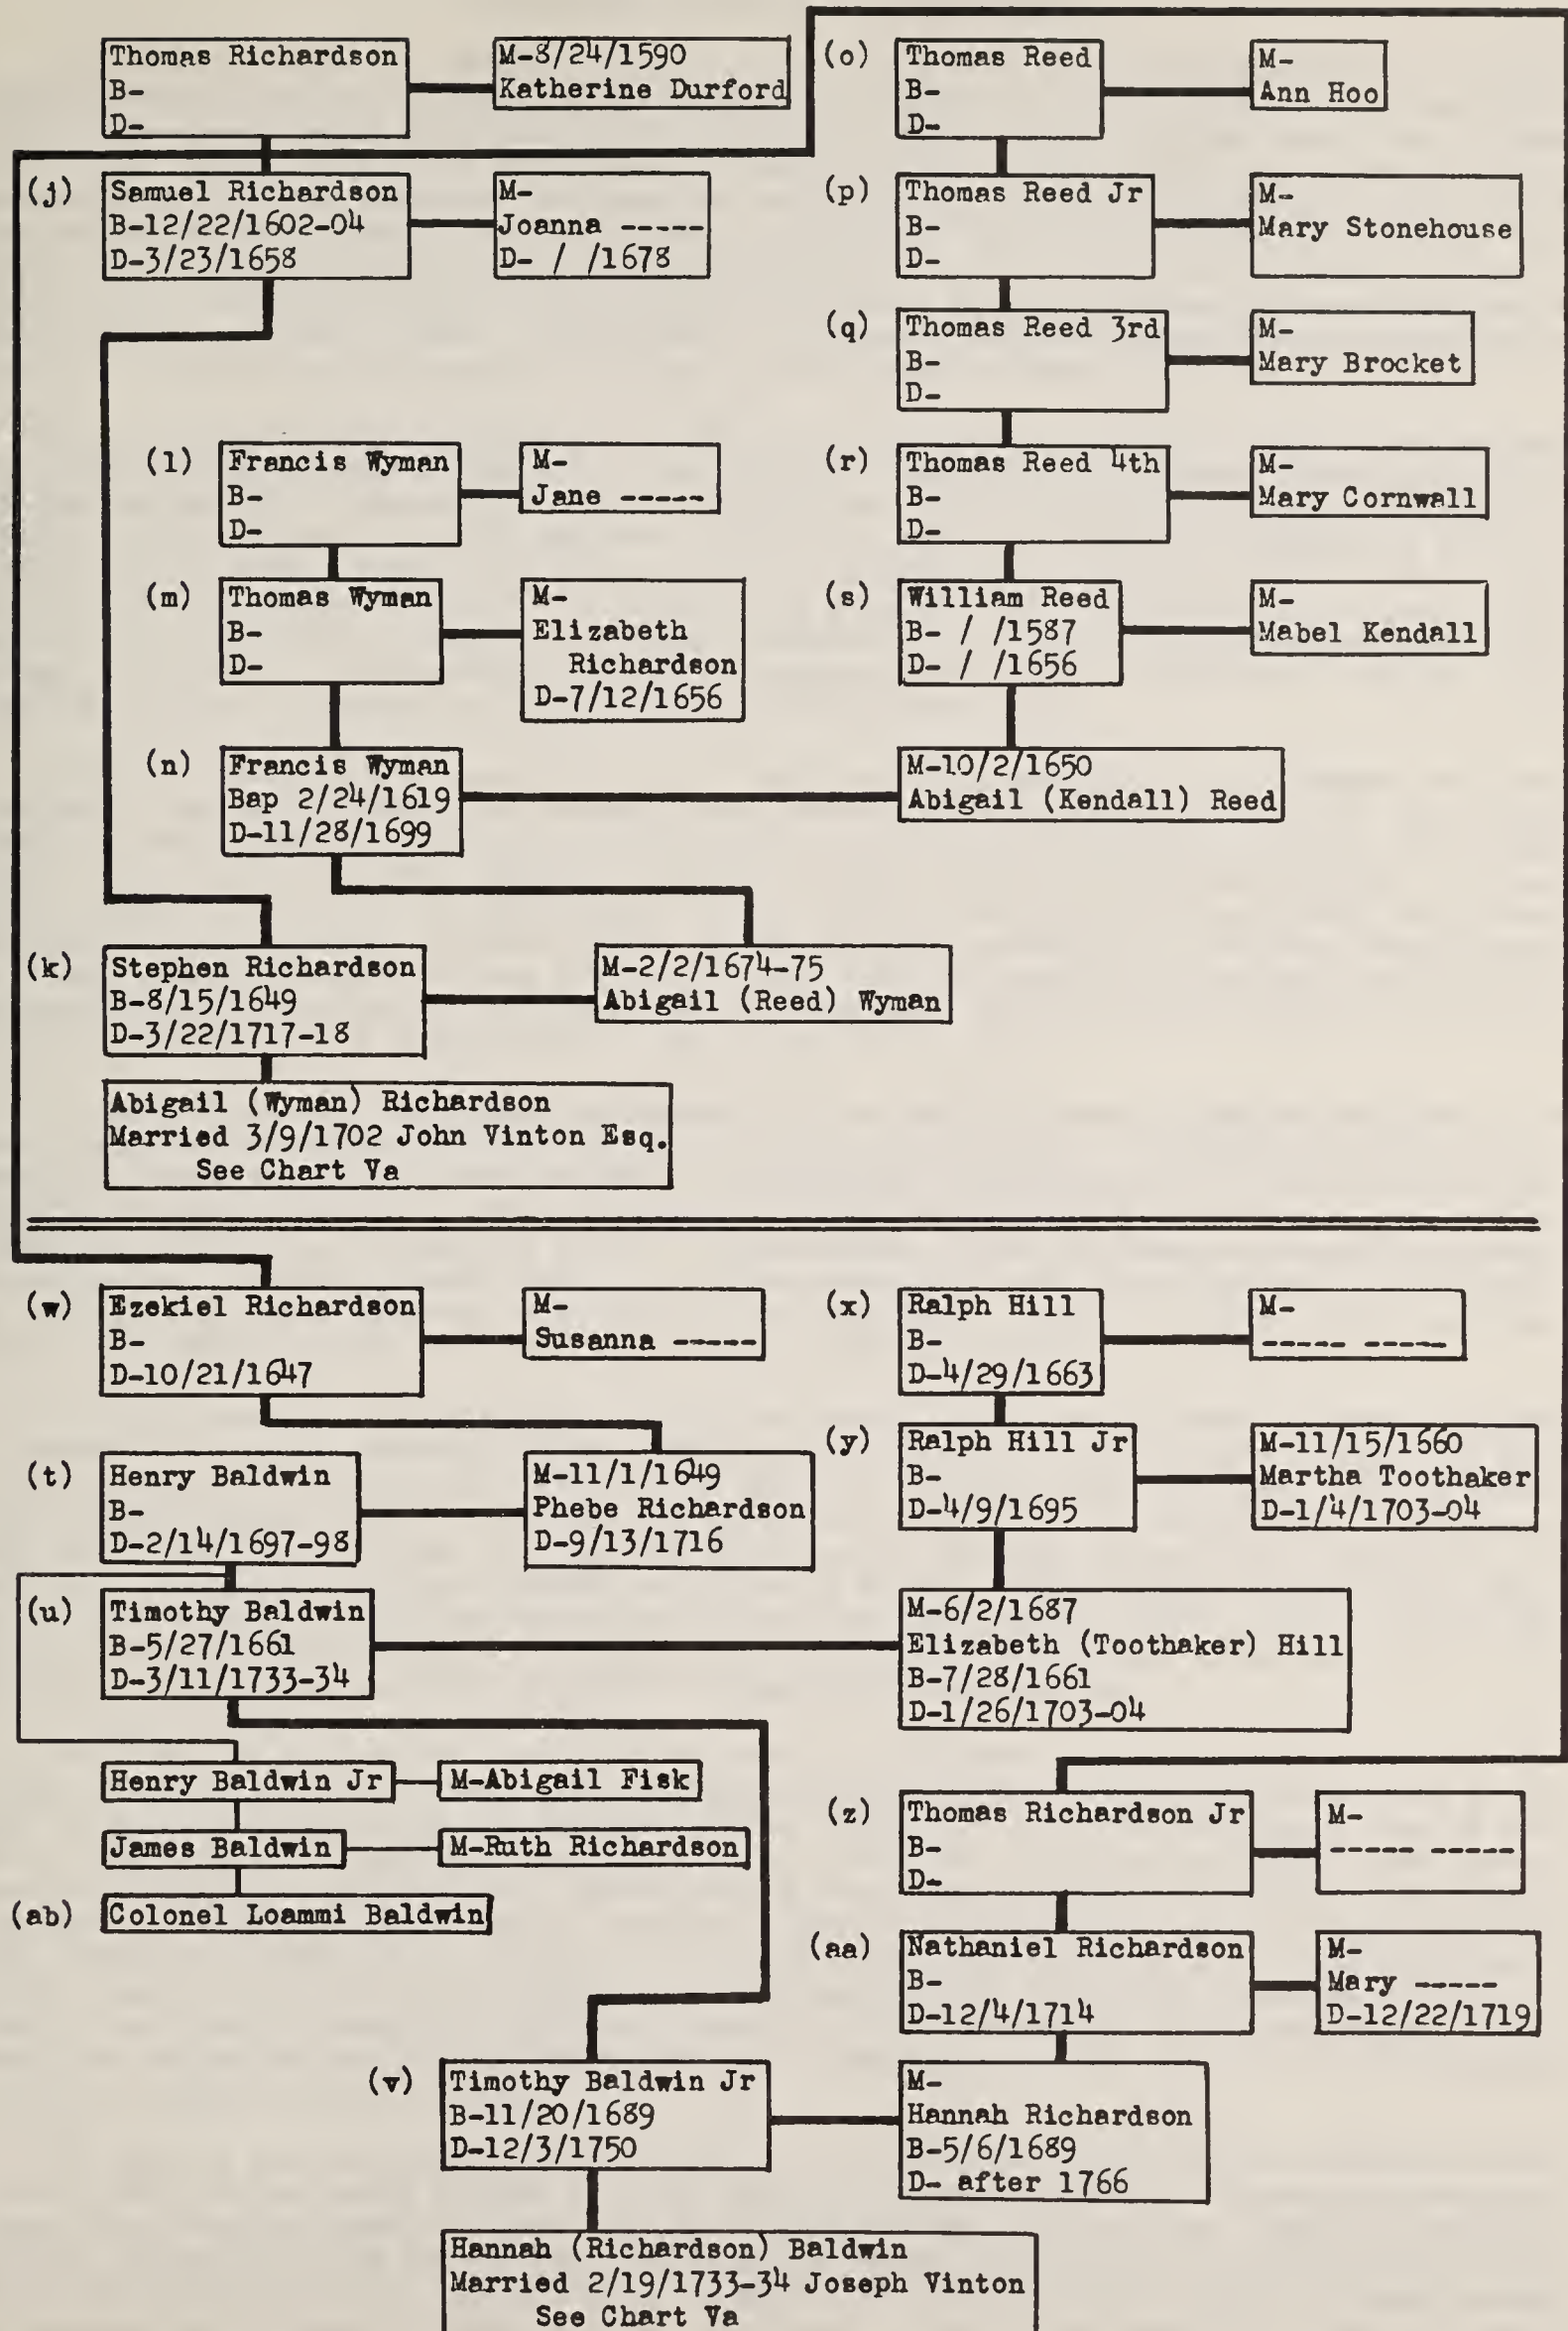 Thomas Richardson
B-
D-
M-8/24/1590
Katherine Durford
(o)
Thomas Reed
B-
D-
M-
Ann Hoo
(j)
Samuel Richardson
B-12/22/1602-04
D-3/23/1658
M-
Joanna -----
D- / /1678
(p)
Thomas Reed Jr
B-
D-
M-
Mary Stonehouse
(q)
Thomas Reed 3rd
B-
D-
M-
Mary Brocket
(l)
Francis Wyman
B-
D-
M-
Jane -----
(r)
Thomas Reed 4th
B-
D-
M-
Mary Cornwall
(m)
Thomas Wyman
B-
D-
M-
Elizabeth
Richardson
D-7/12/1656
(s)
William Reed
B- / /1587
D- / /1656
M-
Mabel Kendall
(n)
Francis Wyman
Bap 2/24/1619
D-11/28/1699
M-10/2/1650
Abigail (Kendall) Reed
(k)
Stephen Richardson
B-8/15/1649
D-3/22/1717-18
M-2/2/1674-75
Abigail (Reed) Wyman
Abigail (Wyman) Richardson
Married 3/9/1702 John Vinton Esq.
See Chart Va
(w)
Ezekiel Richardson
B-
D-10/21/1647
M-
Susanna -----
(x)
Ralph Hill
B-
D-4/29/1663
M-
----- -----
(t)
Henry Baldwin
B-
D-2/14/1697-98
M-11/1/1649
Phebe Richardson
D-9/13/1716
(y)
Ralph Hill Jr
B-
D-4/9/1695
M-11/15/1660
Martha Toothaker
D-1/4/1703-04
(u)
Timothy Baldwin
B-5/27/1661
D-3/11/1733-34
M-6/2/1687
Elizabeth (Toothaker) Hill
B-7/28/1661
D-1/26/1703-04
Henry Baldwin Jr
M-Abigail Fisk
James Baldwin
M-Ruth Richardson
(ab)
Colonel Loammi Baldwin
(z)
Thomas Richardson Jr
B-
D-
M-
----- -----
(aa)
Nathaniel Richardson
B-
D-12/4/1714
M-
Mary -----
D-12/22/1719
(v)
Timothy Baldwin Jr
B-11/20/1689
D-12/3/1750
M-
Hannah Richardson
B-5/6/1689
D- after 1766
Hannah (Richardson) Baldwin
Married 2/19/1733-34 Joseph Vinton
See Chart Va